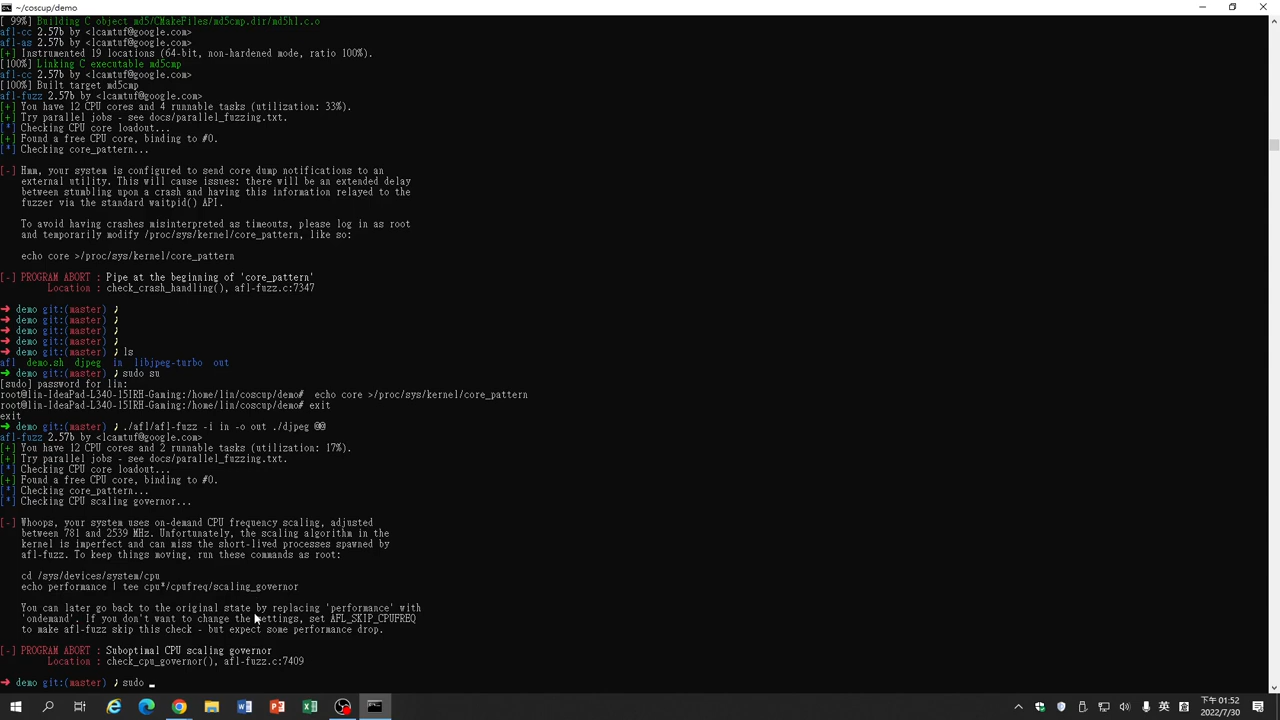 ~/coscup/demo
[ 99%] Building C object md5/CMakeFiles/md5cmp.dir/md5hl.c.o
afl-cc 2.57b by <lcamtuf@google.com>
afl-as 2.57b by <lcamtuf@google.com>
[+] Instrumented 19 locations (64-bit, non-hardened mode, ratio 100%).
[100%] Linking C executable md5cmp
afl-cc 2.57b by <lcamtuf@google.com>
[100%] Built target md5cmp
afl-fuzz 2.57b by <lcamtuf@google.com>
[+] You have 12 CPU cores and 4 runnable tasks (utilization: 33%).
[+] Try parallel jobs - see docs/parallel_fuzzing.txt.
[*] Checking CPU core loadout...
[+] Found a free CPU core, binding to #0.
[*] Checking core_pattern...
[-] Hmm, your system is configured to send core dump notifications to an
external utility. This will cause issues: there will be an extended delay
between stumbling upon a crash and having this information relayed to the
fuzzer via the standard waitpid() API.
To avoid having crashes misinterpreted as timeouts, please log in as root
and temporarily modify /proc/sys/kernel/core_pattern, like so:
echo core >/proc/sys/kernel/core_pattern
[-] PROGRAM ABORT : Pipe at the beginning of 'core_pattern'
Location : check_crash_handling(), afl-fuzz.c:7347
➜ demo git:(master) ;
➜ demo git:(master) ;
➜ demo git:(master) ;
➜ demo git:(master) ;
➜ demo git:(master) ; ls
afl demo.sh djpeg in libjpeg-turbo out
➜ demo git:(master) ; sudo su
[sudo] password for lin:
root@lin-IdeaPad-L340-15IRH-Gaming:/home/lin/coscup/demo# echo core >/proc/sys/kernel/core_pattern
root@lin-IdeaPad-L340-15IRH-Gaming:/home/lin/coscup/demo# exit
exit
➜ demo git:(master) ; ./afl/afl-fuzz -i in -o out ./djpeg @@
afl-fuzz 2.57b by <lcamtuf@google.com>
[+] You have 12 CPU cores and 2 runnable tasks (utilization: 17%).
[+] Try parallel jobs - see docs/parallel_fuzzing.txt.
[*] Checking CPU core loadout...
[+] Found a free CPU core, binding to #0.
[*] Checking core_pattern...
[*] Checking CPU scaling governor...
[-] Whoops, your system uses on-demand CPU frequency scaling, adjusted
between 781 and 2539 MHz. Unfortunately, the scaling algorithm in the
kernel is imperfect and can miss the short-lived processes spawned by
afl-fuzz. To keep things moving, run these commands as root:
cd /sys/devices/system/cpu
echo performance | tee cpu*/cpufreq/scaling_governor
You can later go back to the original state by replacing 'performance' with
'ondemand'. If you don't want to change the settings, set AFL_SKIP_CPUFREQ
to make afl-fuzz skip this check - but expect some performance drop.
[-] PROGRAM ABORT : Suboptimal CPU scaling governor
Location : check_cpu_governor(), afl-fuzz.c:7409
➜ demo git:(master) ; sudo _
英
下午 01:52
2022/7/30